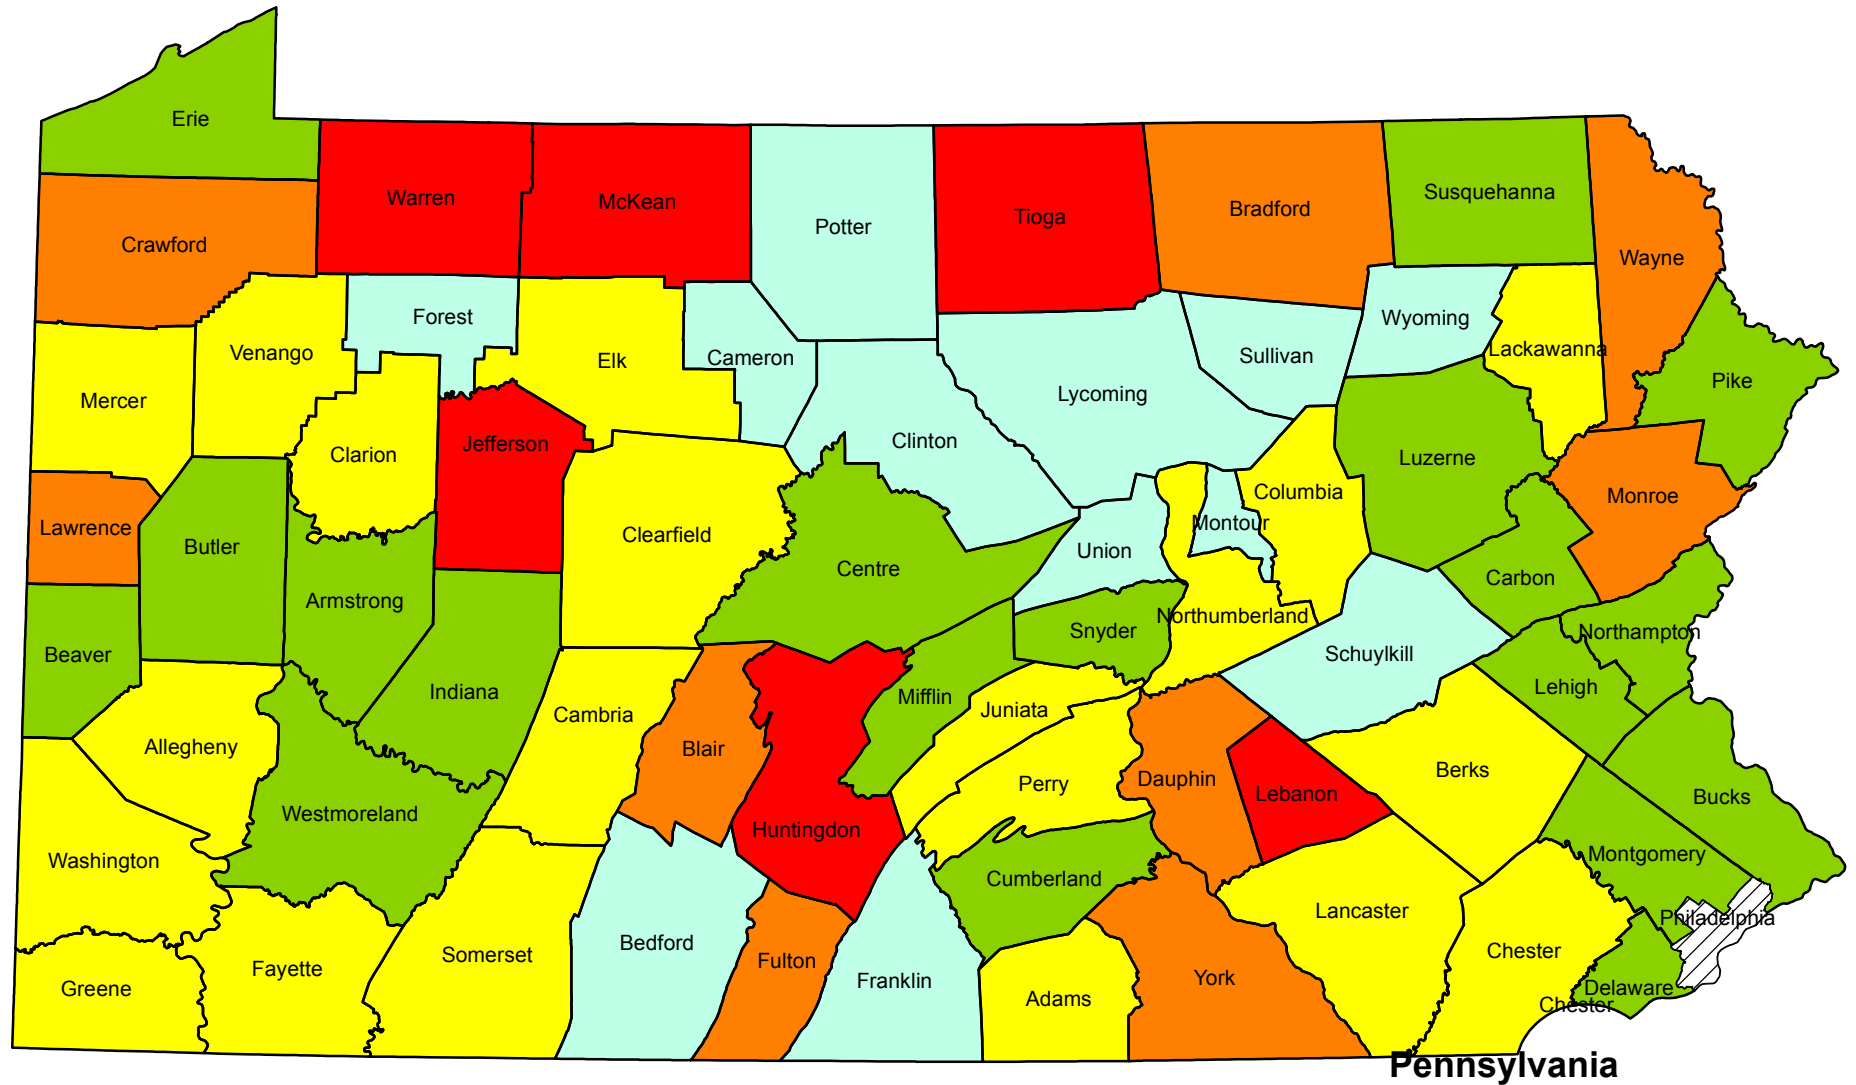 Erie
Warren
McKean
Potter
Tioga
Bradford
Susquehanna
Wayne
Crawford
Forest
Elk
Cameron
Wyoming
Lackawanna
Sullivan
Venango
Mercer
Pike
Lycoming
Clinton
Jefferson
Clarion
Luzerne
Columbia
Monroe
Lawrence
Butler
Clearfield
Montour
Union
Centre
Carbon
Armstrong
Northumberland
Snyder
Northampton
Beaver
Schuylkill
Indiana
Mifflin
Lehigh
Juniata
Cambria
Allegheny
Blair
Berks
Dauphin
Perry
Lebanon
Bucks
Westmoreland
Huntingdon
Montgomery
Washington
Cumberland
Lancaster
Philadelphia
Bedford
Chester
Somerset
Fulton
Fayette
Franklin
York
Greene
Adams
Delaware
Chester
Pennsylvania